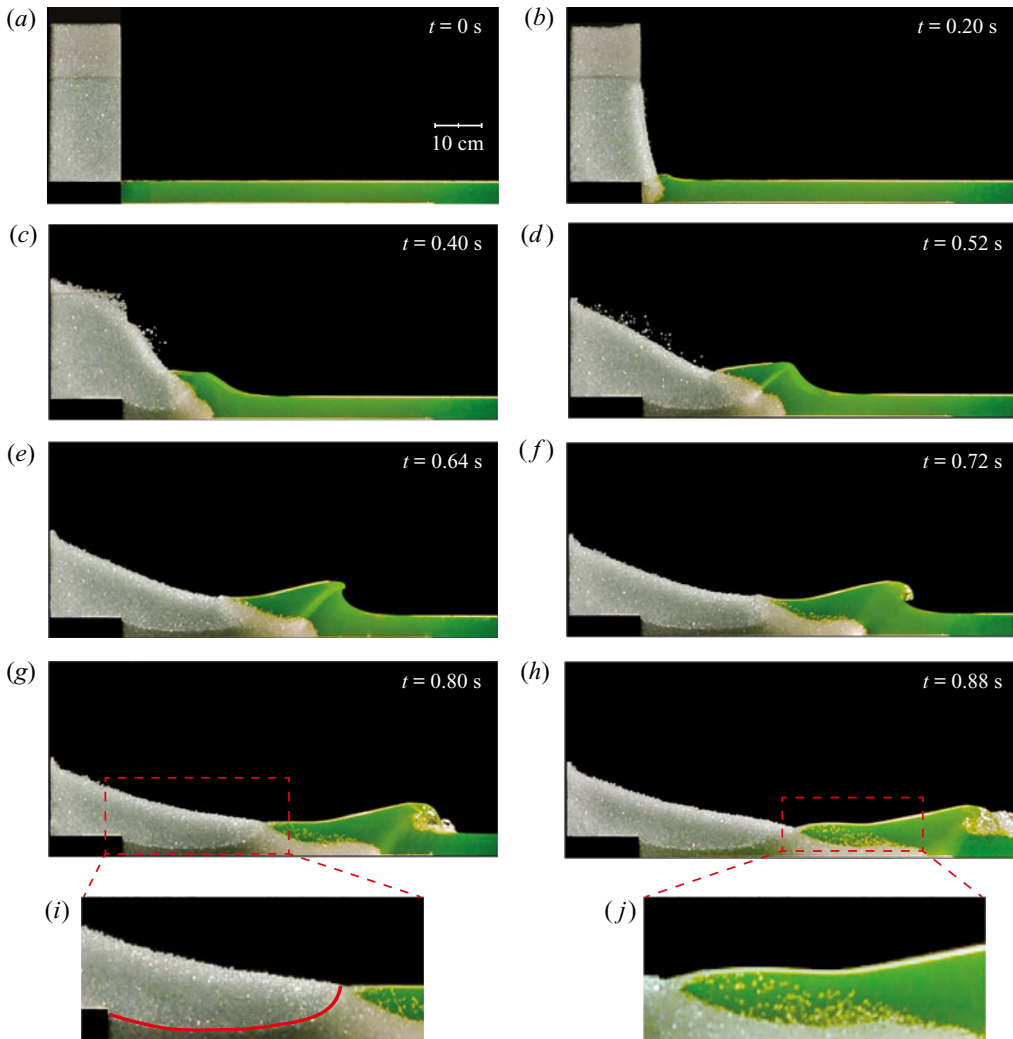 (a)
t = 0 s
10 cm
(b)
t = 0.20 s
(c)
t = 0.40 s
(d)
t = 0.52 s
(e)
t = 0.64 s
(f)
t = 0.72 s
(g)
t = 0.80 s
(h)
t = 0.88 s
(i)
(j)